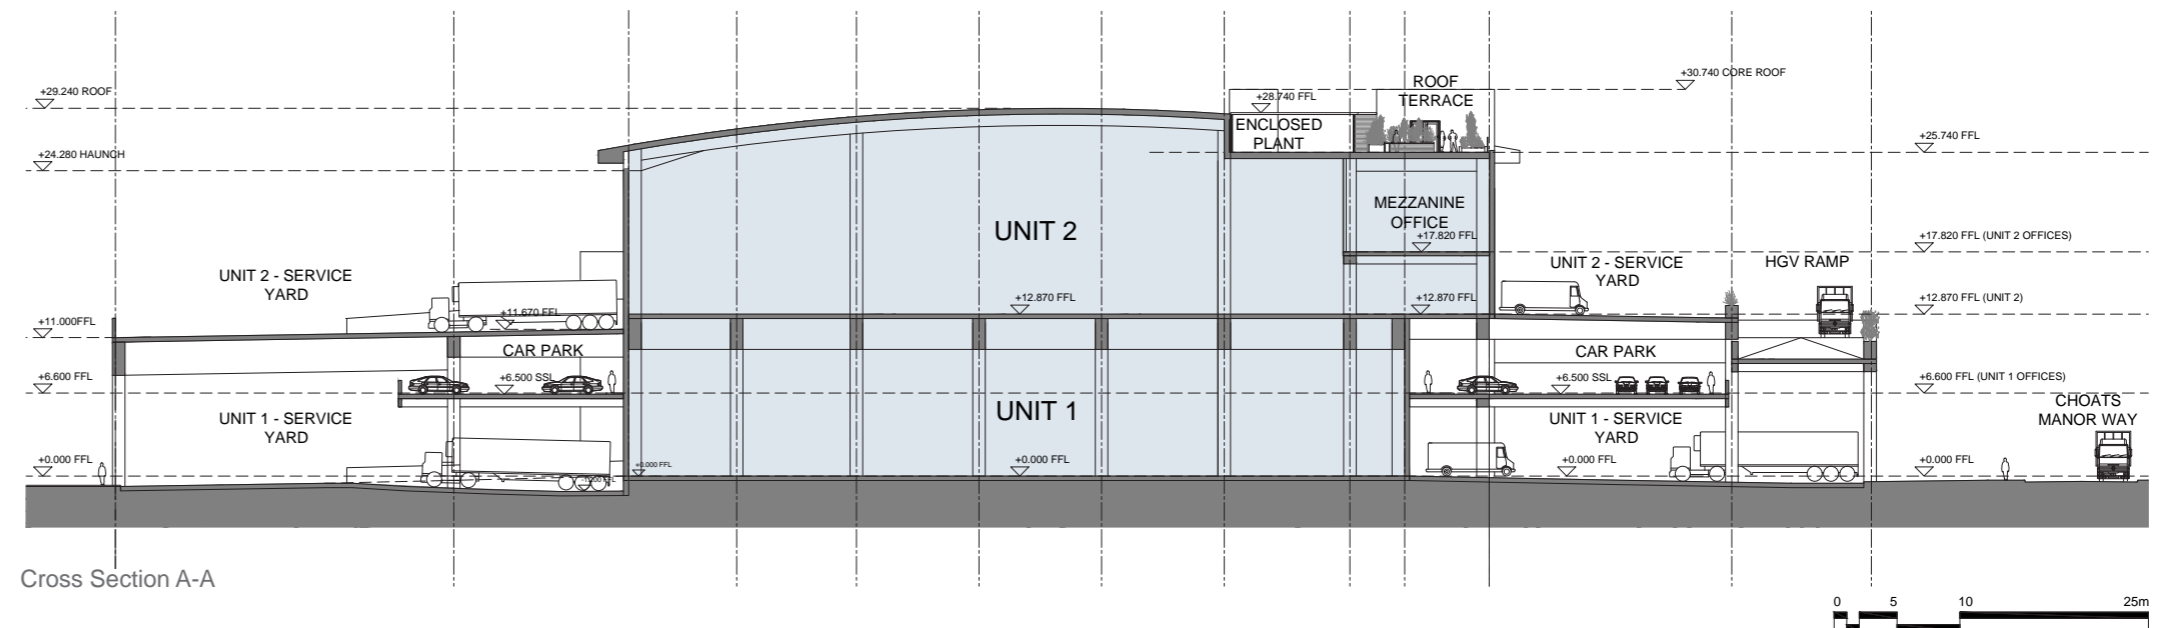 +30.740 CORE ROOF
ROOF
TERRACE
+29.240 ROOF
+28.740 FFL
ENCLOSED
PLANT
+25.740 FFL
+24.280 HAUNCH
MEZZANINE
OFFICE
+17.820 FFL
+17.820 FFL (UNIT 2 OFFICES)
UNIT 2
UNIT 2 - SERVICE
YARD
UNIT 2 - SERVICE
YARD
HGV RAMP
+12.870 FFL
+12.870 FFL
+12.870 FFL (UNIT 2)
+11.670 FFL
+11.000FFL
CAR PARK
CAR PARK
+6.600 FFL
+6.500 SSL
+6.500 SSL
+6.600 FFL (UNIT 1 OFFICES)
UNIT 1 - SERVICE
YARD
UNIT 1
UNIT 1 - SERVICE
YARD
CHOATS
MANOR WAY
+0.000 FFL
+0.000 FFL
+0.000 FFL
+0.000 FFL
+0.000 FFL
Cross Section A-A
0 5 10 25m